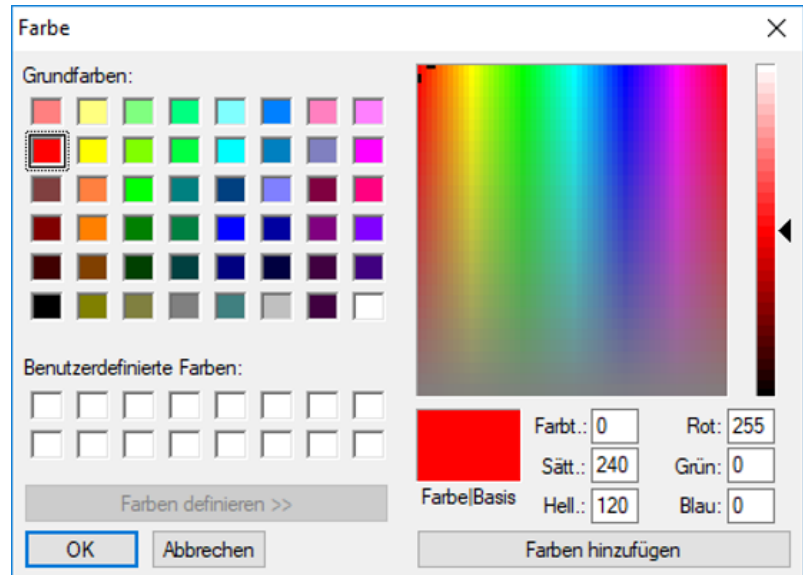 Farbe
Grundfarben:
Benutzerdefinierte Farben:
Farben definieren >>
OK Abbrechen
Farbe|Basis
Farbt.: 0 Rot: 255
Sätt.: 240 Grün: 0
Hell.: 120 Blau: 0
Farben hinzufügen